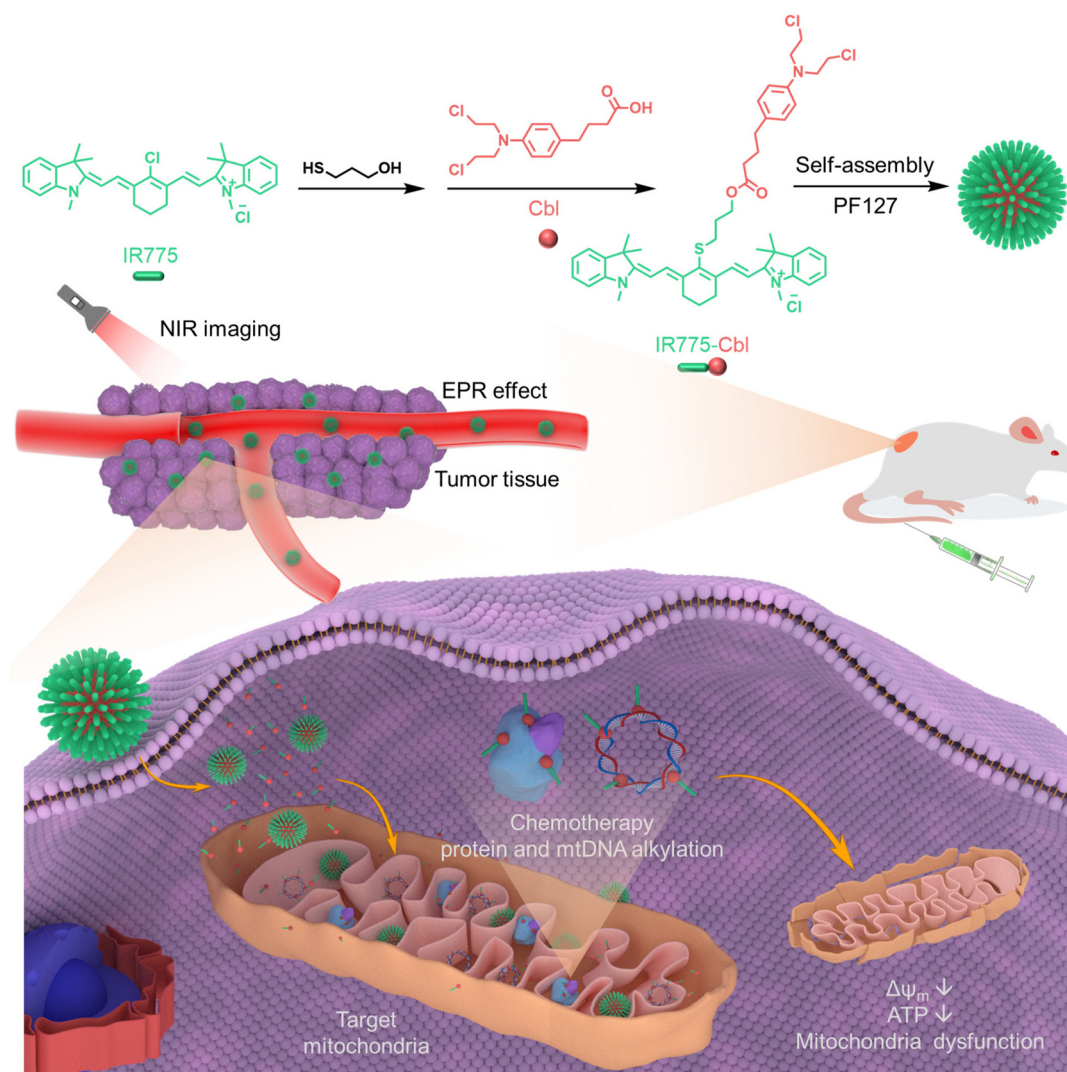 Cl
N
Cl
O
OH
Cl
N
Cl
Cl
N
N
+
Cl
−
HS
OH
O
O
S
N
N
+
Cl
−
Self-assembly
PF127
Cbl
IR775
IR775-Cbl
NIR imaging
EPR effect
Tumor tissue
Chemotherapy
protein and mtDNA alkylation
Target
mitochondria
Δψm ↓
ATP ↓
Mitochondria dysfunction